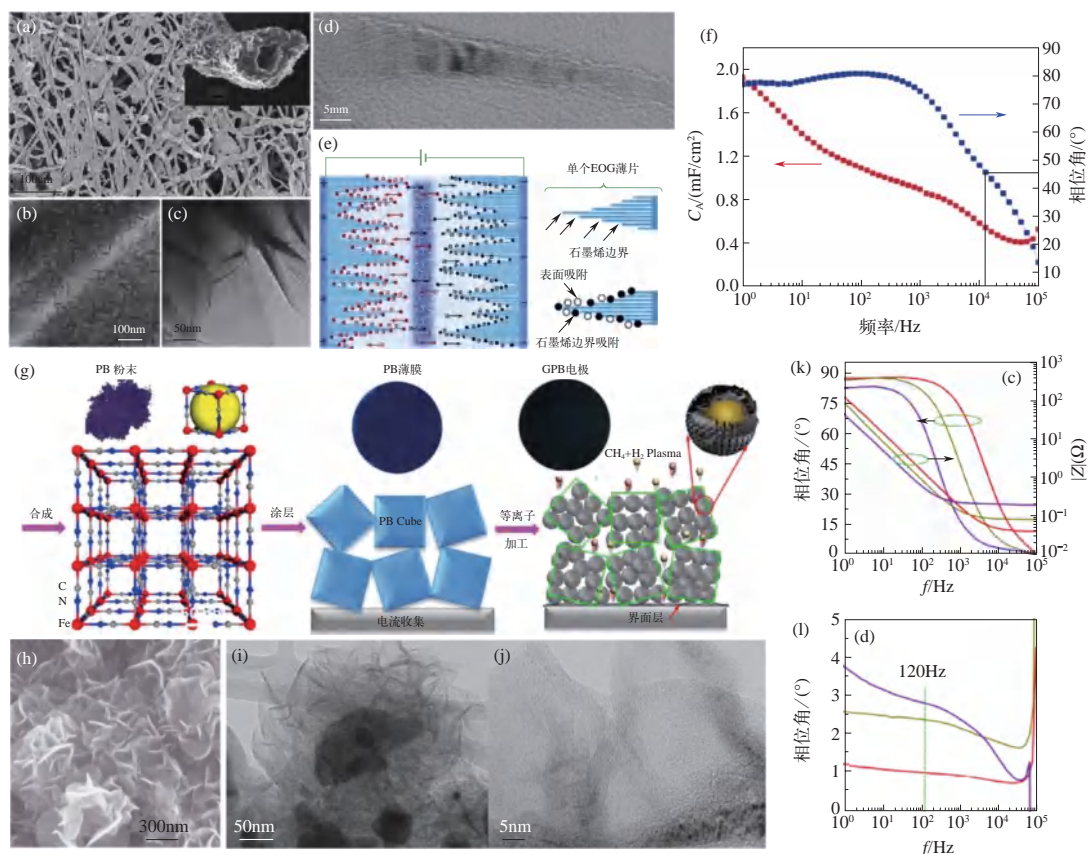 (a)
100nm
(b)
100nm
(c)
50nm
(d)
5mm
(e)
单个EOG薄片
石墨烯边界
表面吸附
石墨烯边界吸附
(f)
C_A/(mF/cm²)
2.0
1.6
1.2
0.8
0.4
0.0
10⁰
10¹
10²
10³
10⁴
10⁵
频率/Hz
90
80
70
60
50
40
30
20
10
相位角/(°)
(g)
PB 粉末
PB薄膜
GPB电极
CH₄+H₂ Plasma
合成
涂层
PB Cube
等离子
加工
C
N
Fe
电流收集
界面层
(h)
300nm
(i)
50nm
(j)
5nm
(k)
(c)
相位角/(°)
90
75
60
45
30
15
0
10³
10²
10¹
10⁰
10⁻¹
10⁻²
|Z|(Ω)
10⁰
10¹
10²
10³
10⁴
10⁵
f/Hz
(l)
(d)
120Hz
相位角/(°)
5
4
3
2
1
0
10⁰
10¹
10²
10³
10⁴
10⁵
f/Hz